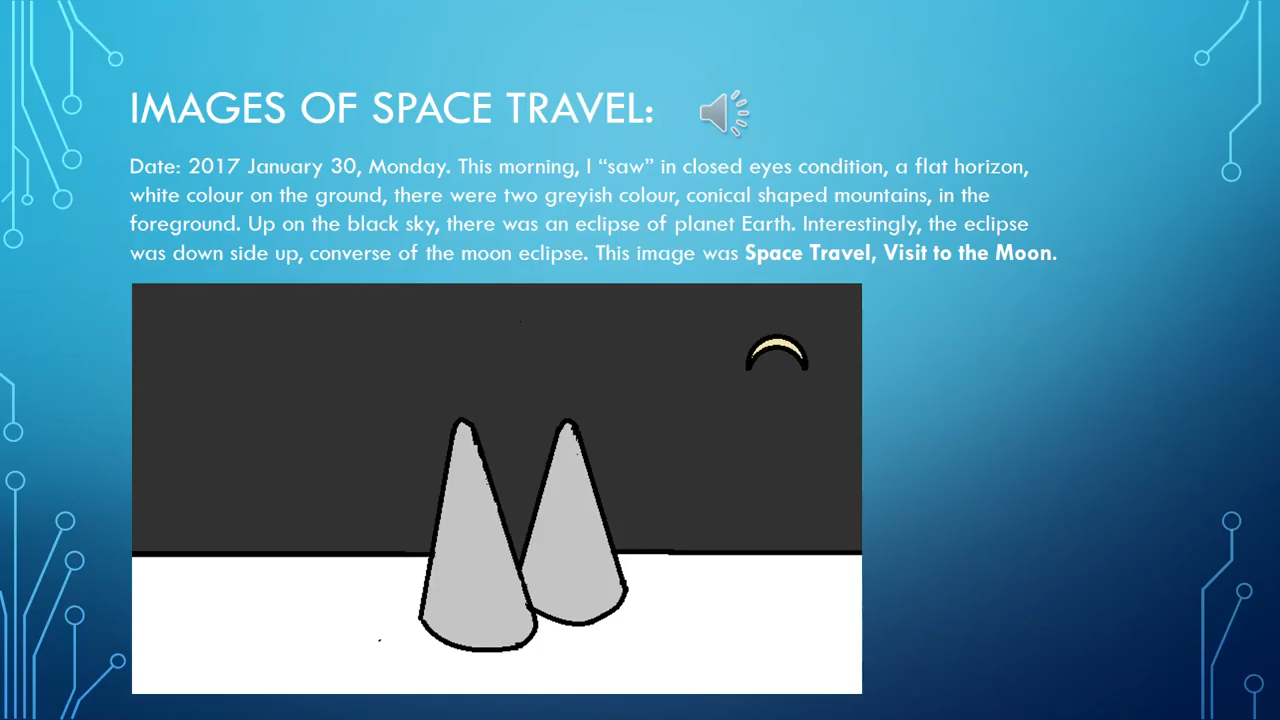 IMAGES OF SPACE TRAVEL:
Date: 2017 January 30, Monday. This morning, I “saw” in closed eyes condition, a flat horizon,
white colour on the ground, there were two greyish colour, conical shaped mountains, in the
foreground. Up on the black sky, there was an eclipse of planet Earth. Interestingly, the eclipse
was down side up, converse of the moon eclipse. This image was Space Travel, Visit to the Moon.